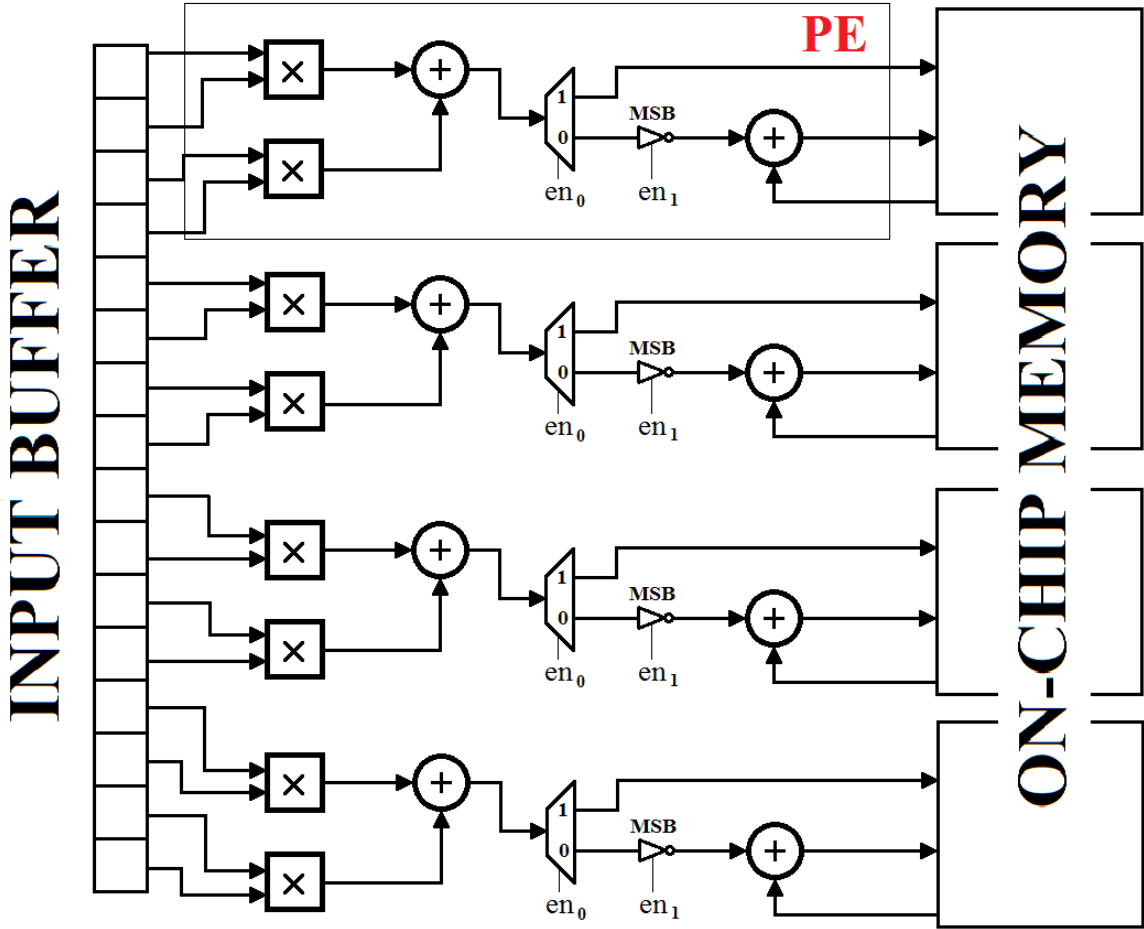 PE
INPUT BUFFER
ON-CHIP MEMORY
×
+
1
MSB
0
+
×
en0
en1
×
+
1
MSB
0
+
×
en0
en1
×
+
1
MSB
0
+
×
en0
en1
×
+
1
MSB
0
+
×
en0
en1